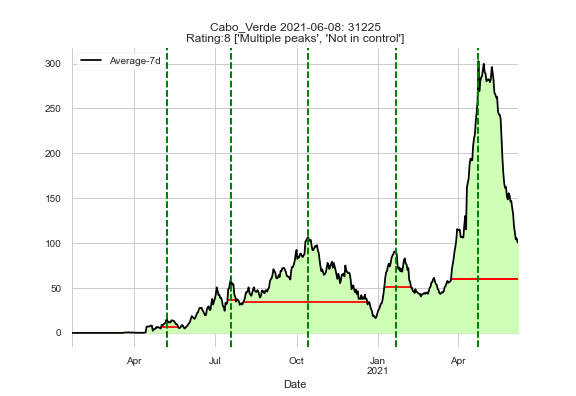 Cabo_Verde 2021-06-08: 31225
Rating:8 ['Multiple peaks', 'Not in control']
Average-7d
300
250
200
150
100
50
0
Apr
Jul
Oct
Jan
2021
Apr
Date